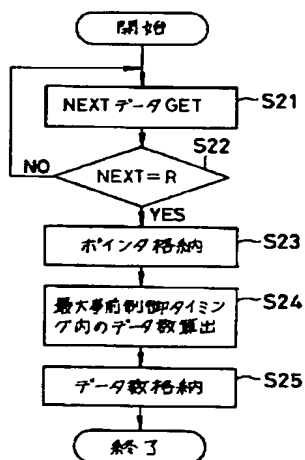 開始
NEXTデータGET
S21
S22
NEXT=R
NO
YES
ポインタ格納
S23
最大事前制御タイミ
ング内のデータ数算出
S24
データ数格納
S25
終了